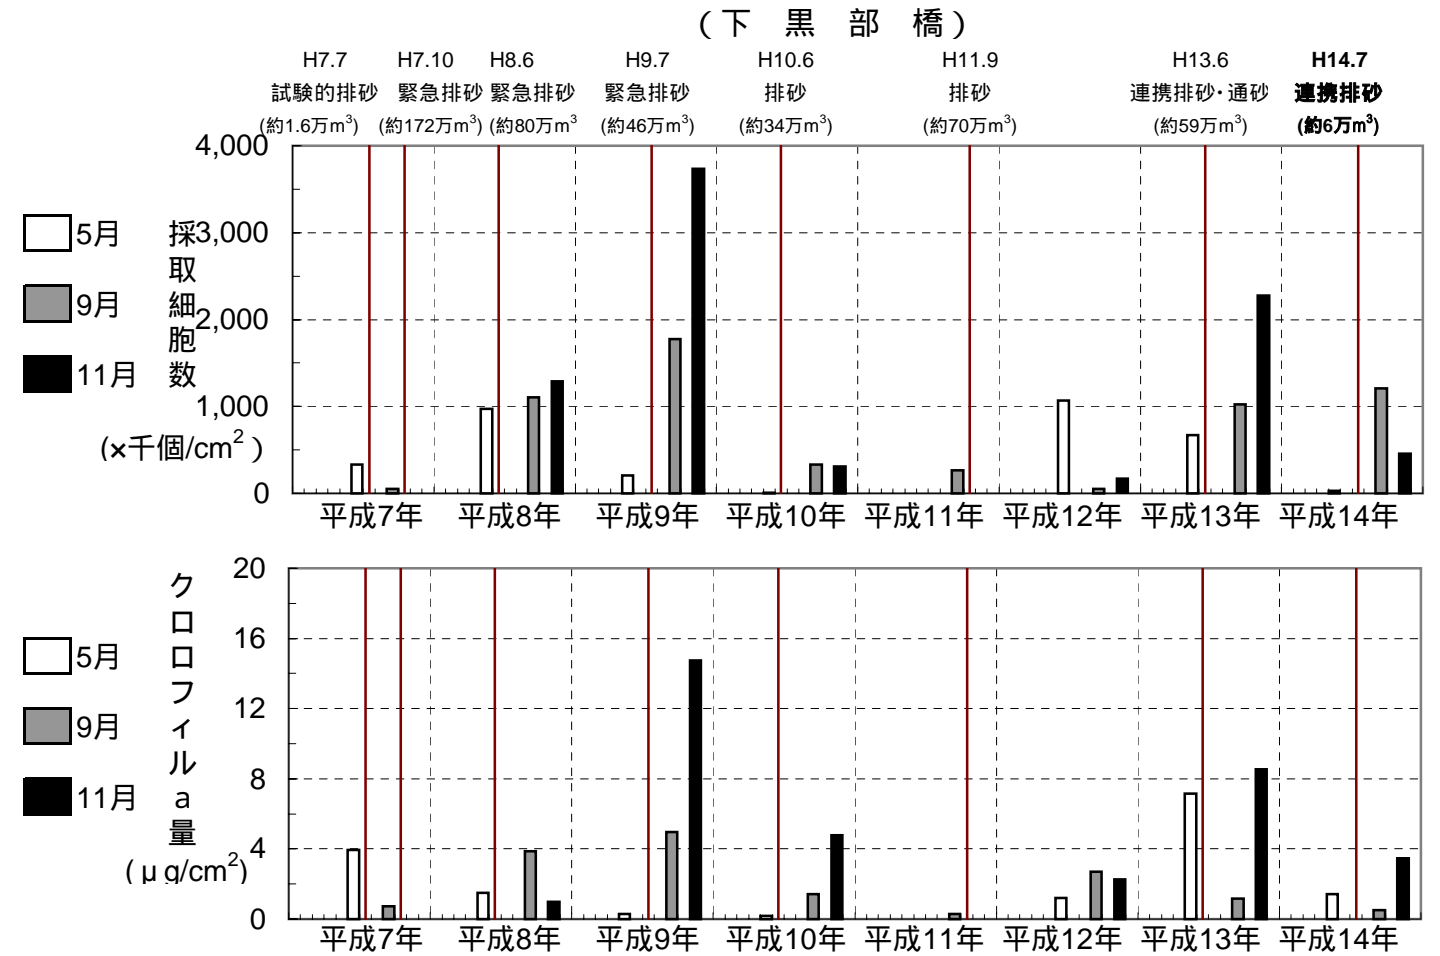 (下 黒 部 橋)
H7.7 H7.10 H8.6 H9.7 H10.6 H11.9 H13.6 H14.7
試験的排砂 緊急排砂 緊急排砂 緊急排砂 排砂 排砂 連携排砂・通砂 連携排砂
(約1.6万m³) (約172万m³) (約80万m³ (約46万m³) (約34万m³) (約70万m³) (約59万m³) (約6万m³)
採取細胞数
(×千個/cm²)
4,000
3,000
2,000
1,000
0
5月
9月
11月
平成7年 平成8年 平成9年 平成10年 平成11年 平成12年 平成13年 平成14年
クロロフィルa量
(μg/cm²)
20
16
12
8
4
0
5月
9月
11月
平成7年 平成8年 平成9年 平成10年 平成11年 平成12年 平成13年 平成14年